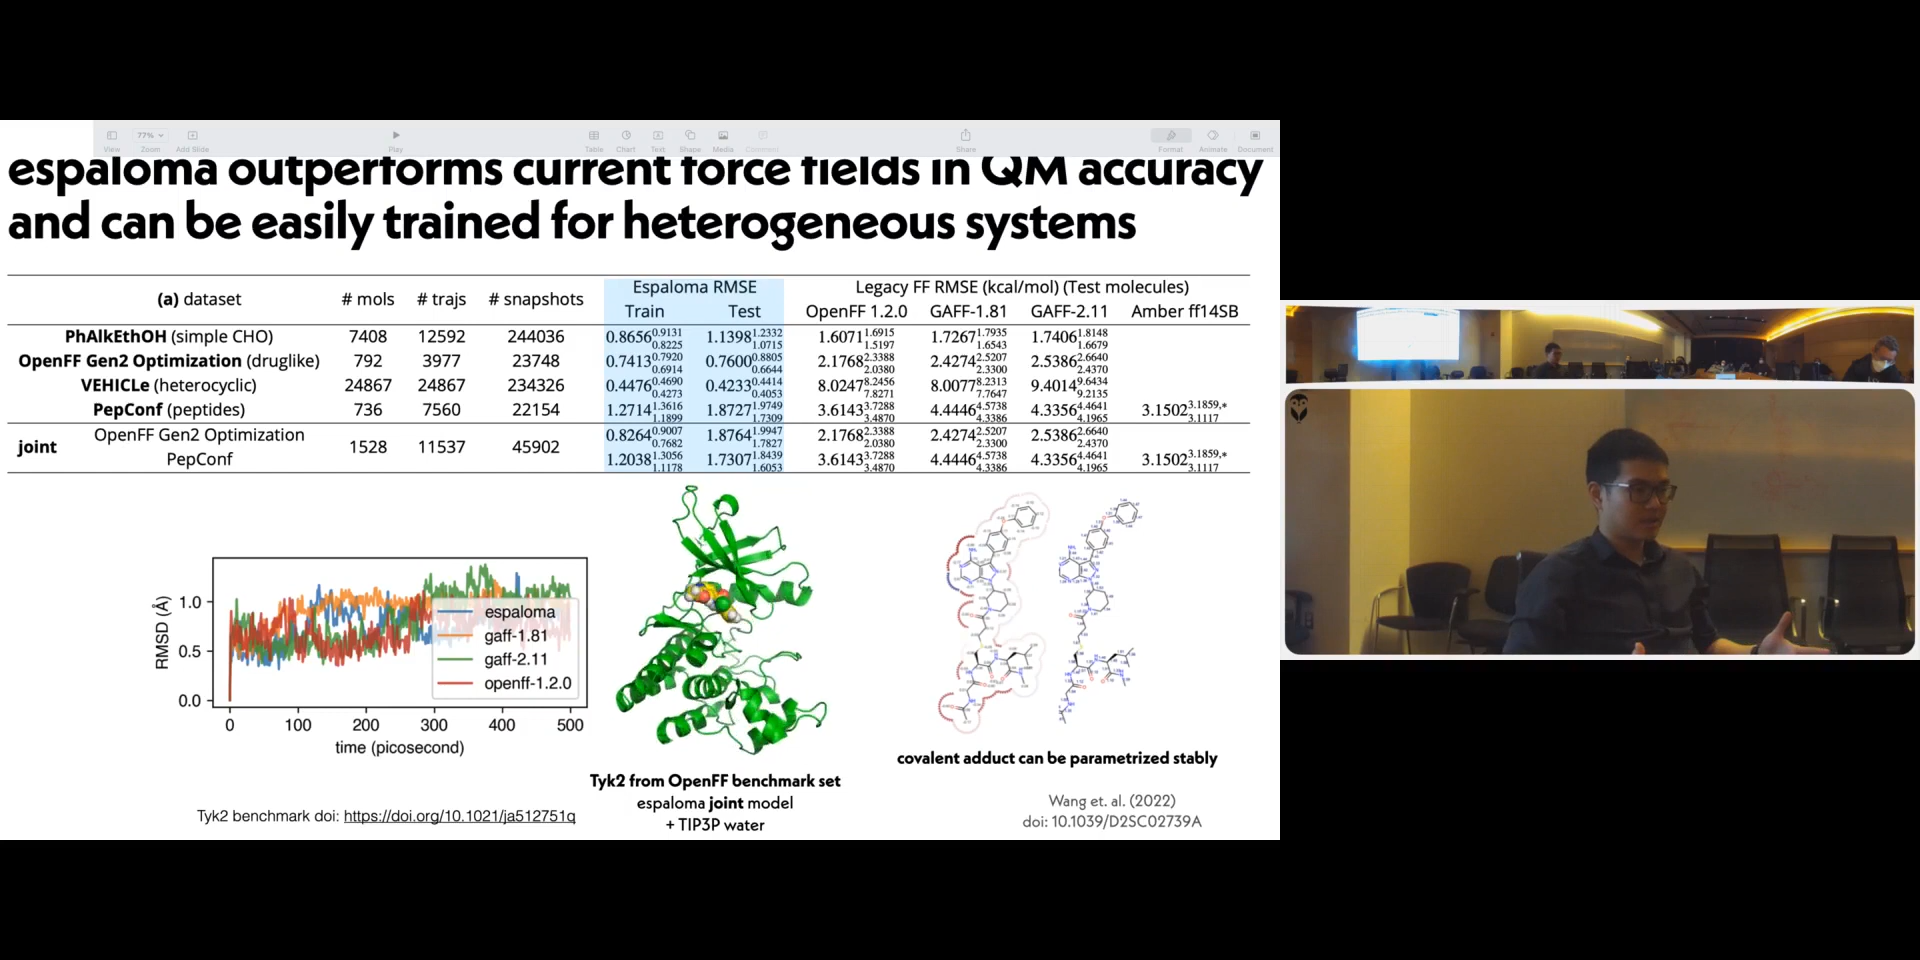 View
77%
Zoom
Add Slide
Play
Table
Chart
Text
Shape
Media
Comment
Share
Format
Animate
Document
espaloma outperforms current force fields in QM accuracy
and can be easily trained for heterogeneous systems
(a) dataset # mols # trajs # snapshots Espaloma RMSE Legacy FF RMSE (kcal/mol) (Test molecules)
Train Test OpenFF 1.2.0 GAFF-1.81 GAFF-2.11 Amber ff14SB
PhAlkEthOH (simple CHO) 7408 12592 244036 0.8656 0.9131 0.8225 1.1398 1.2332 1.0715 1.6071 1.6915 1.5197 1.7267 1.7935 1.6543 1.7406 1.8148 1.6679
OpenFF Gen2 Optimization (druglike) 792 3977 23748 0.7413 0.7920 0.6914 0.7600 0.8805 0.6644 2.1768 2.3388 2.0380 2.4274 2.5207 2.3300 2.5386 2.6640 2.4370
VEHICLe (heterocyclic) 24867 24867 234326 0.4476 0.4690 0.4273 0.4233 0.4414 0.4053 8.0247 8.2456 7.8271 8.0077 8.2313 7.7647 9.4014 9.6434 9.2135
PepConf (peptides) 736 7560 22154 1.2714 1.3616 1.1899 1.8727 1.9749 1.7309 3.6143 3.7288 3.4870 4.4446 4.5738 4.3386 4.3356 4.4641 4.1965 3.1502 3.1859,* 3.1117
joint OpenFF Gen2 Optimization 1528 11537 45902 0.8264 0.9007 0.7682 1.8764 1.9947 1.7827 2.1768 2.3388 2.0380 2.4274 2.5207 2.3300 2.5386 2.6640 2.4370
PepConf 1.2038 1.3056 1.1178 1.7307 1.8439 1.6053 3.6143 3.7288 3.4870 4.4446 4.5738 4.3386 4.3356 4.4641 4.1965 3.1502 3.1859,* 3.1117
RMSD (Å)
1.0
0.5
0.0
0 100 200 300 400 500
time (picosecond)
espaloma
gaff-1.81
gaff-2.11
openff-1.2.0
Tyk2 benchmark doi: https://doi.org/10.1021/ja512751q
Tyk2 from OpenFF benchmark set
espaloma joint model
+ TIP3P water
covalent adduct can be parametrized stably
Wang et. al. (2022)
doi: 10.1039/D2SC02739A